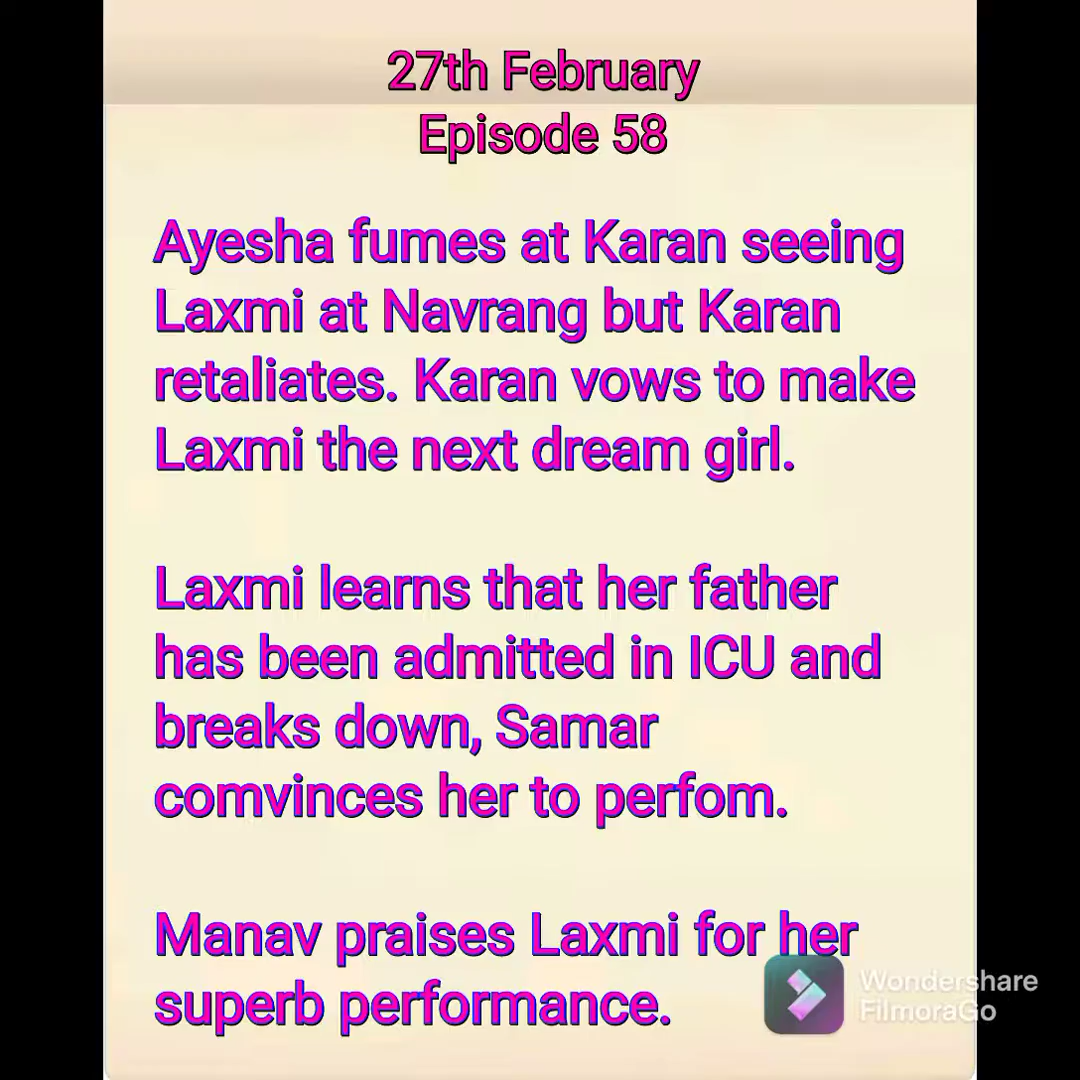 27th February
Episode 58
Ayesha fumes at Karan seeing
Laxmi at Navrang but Karan
retaliates. Karan vows to make
Laxmi the next dream girl.
Laxmi learns that her father
has been admitted in ICU and
breaks down, Samar
comvinces her to perfom.
Manav praises Laxmi for her
superb performance.
Wondershare
FilmoraGo